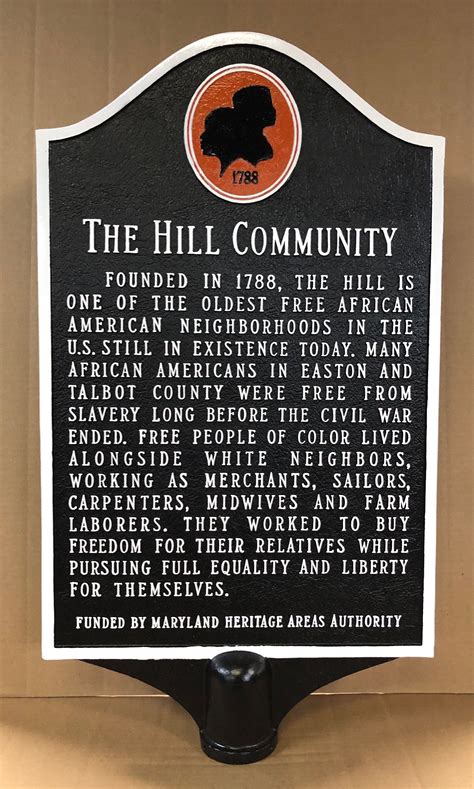 1788
THE HILL COMMUNITY
FOUNDED IN 1788, THE HILL IS
ONE OF THE OLDEST FREE AFRICAN
AMERICAN NEIGHBORHOODS IN THE
U.S. STILL IN EXISTENCE TODAY. MANY
AFRICAN AMERICANS IN EASTON AND
TALBOT COUNTY WERE FREE FROM
SLAVERY LONG BEFORE THE CIVIL WAR
ENDED. FREE PEOPLE OF COLOR LIVED
ALONGSIDE WHITE NEIGHBORS,
WORKING AS MERCHANTS, SAILORS,
CARPENTERS, MIDWIVES AND FARM
LABORERS. THEY WORKED TO BUY
FREEDOM FOR THEIR RELATIVES WHILE
PURSUING FULL EQUALITY AND LIBERTY
FOR THEMSELVES.
FUNDED BY MARYLAND HERITAGE AREAS AUTHORITY